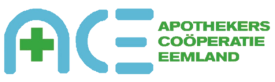 ACE
APOTHEKERS
COÖPERATIE
EEMLAND